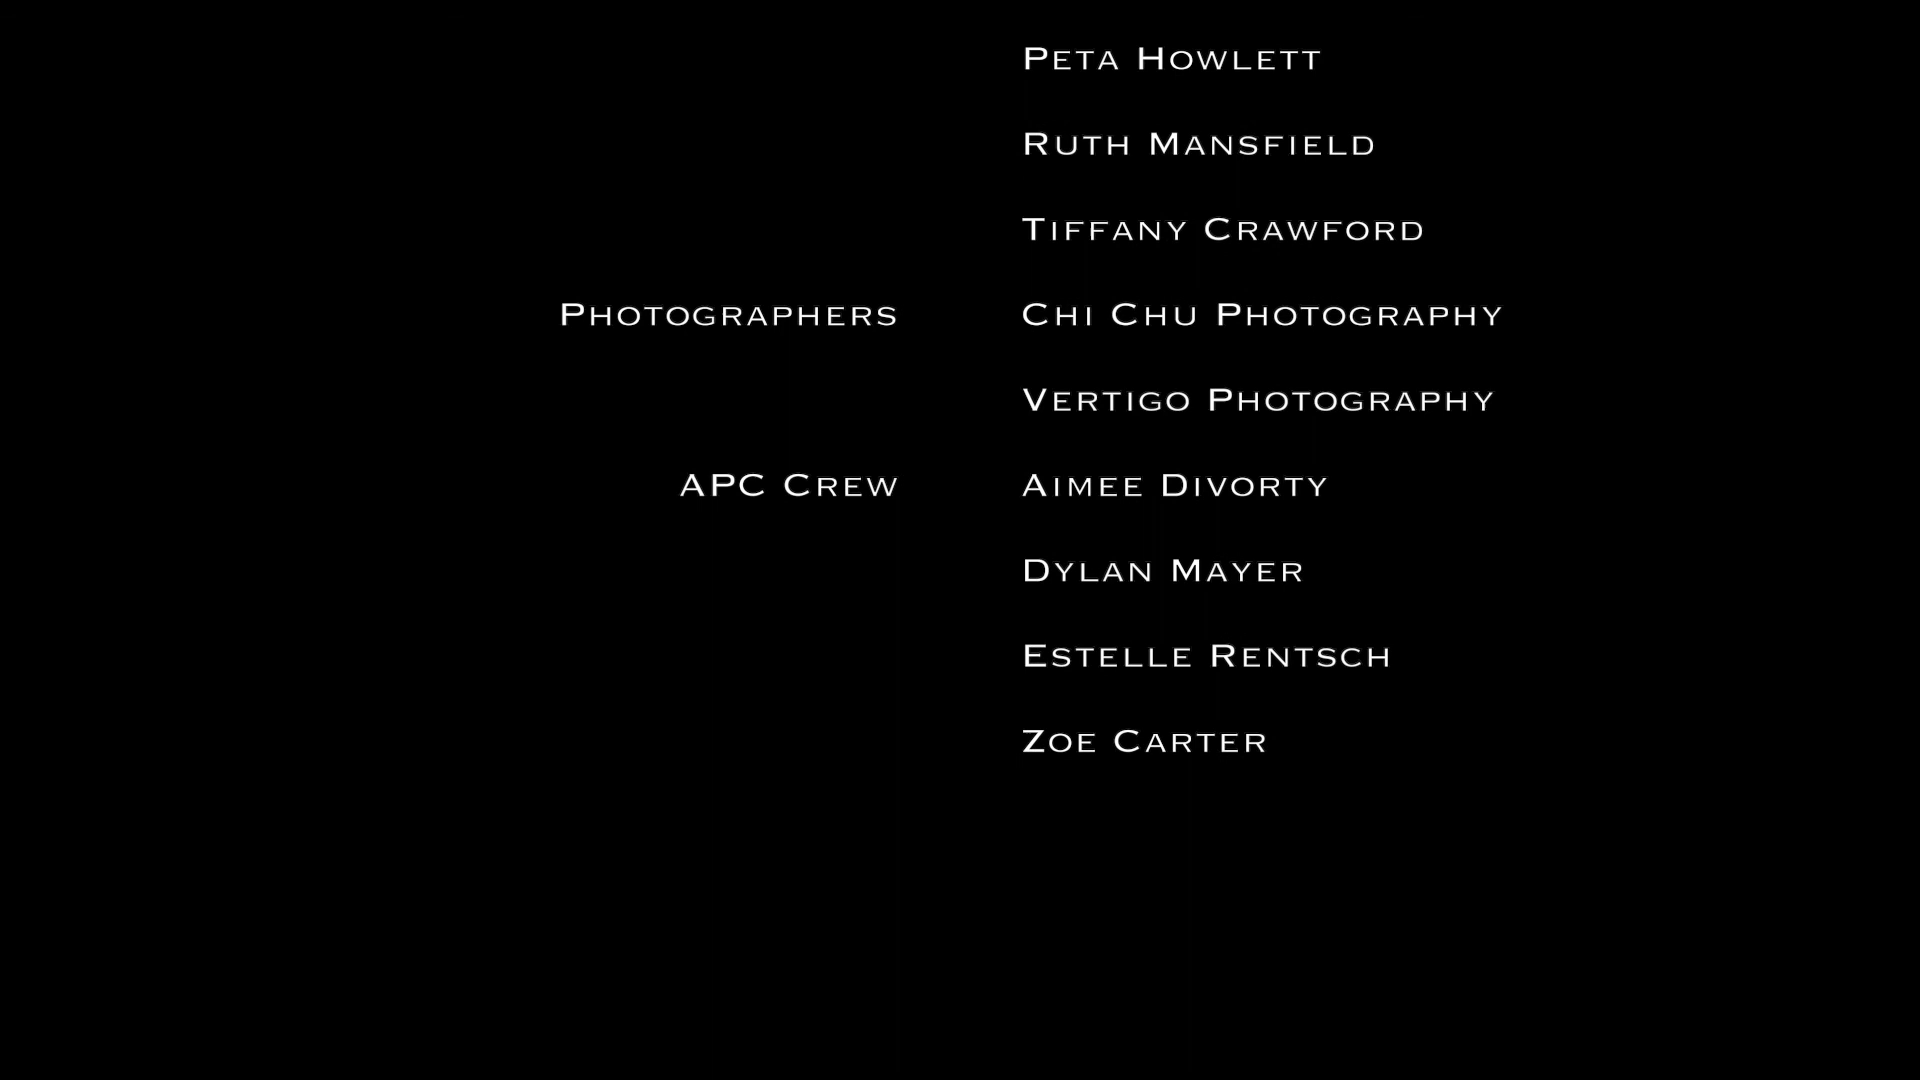 Peta Howlett
Ruth Mansfield
Tiffany Crawford
Photographers Chi Chu Photography
Vertigo Photography
APC Crew Aimee Divorty
Dylan Mayer
Estelle Rentsch
Zoe Carter